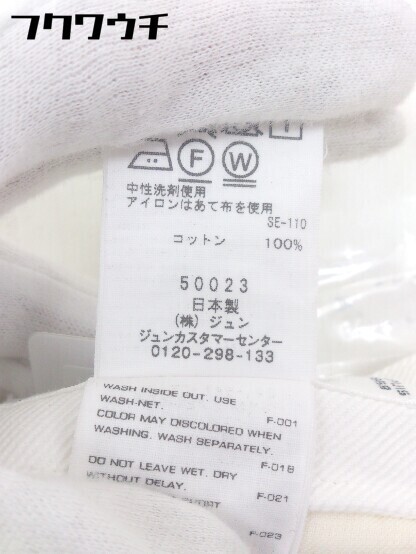 フクワウチ
F W
中性洗剤使用
アイロンはあて布を使用
SE-110
コットン 100%
50023
日本製
(株)ジュン
ジュンカスタマーセンター
0120-298-133
WASH INSIDE OUT. USE
WASH-NET. F-001
COLOR MAY DISCOLORED WHEN
WASHING. WASH SEPARATELY. F-018
DO NOT LEAVE WET. DRY
WITHOUT DELAY. F-021
F-023